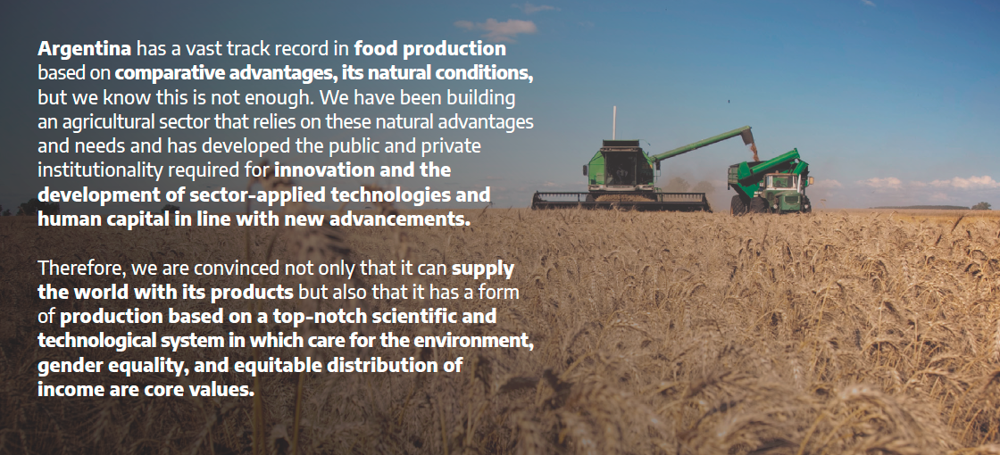 Argentina has a vast track record in food production
based on comparative advantages, its natural conditions,
but we know this is not enough. We have been building
an agricultural sector that relies on these natural advantages
and needs and has developed the public and private
institutionality required for innovation and the
development of sector-applied technologies and
human capital in line with new advancements.
Therefore, we are convinced not only that it can supply
the world with its products but also that it has a form
of production based on a top-notch scientific and
technological system in which care for the environment,
gender equality, and equitable distribution of
income are core values.